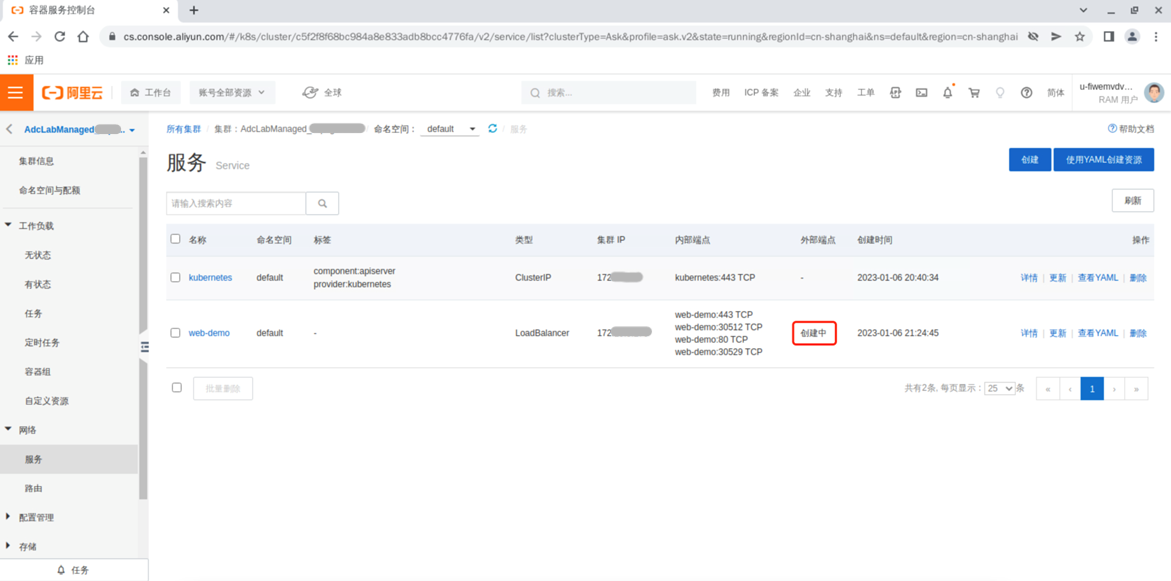 容器服务控制台
cs.console.aliyun.com/#/k8s/cluster/c5f2f8f68bc984a8e833adb8bcc4776fa/v2/service/list?clusterType=Ask&profile=ask.v2&state=running&regionId=cn-shanghai&ns=default&region=cn-shanghai
应用
阿里云 工作台 账号全部资源 全球 搜索... 费用 ICP 备案 企业 支持 工单 简体 u-fiwemvdv...
RAM 用户
AdcLabManaged .. 所有集群 / 集群：AdcLabManaged_ 命名空间： default / 服务 帮助文档
集群信息
命名空间与配额
工作负载
无状态
有状态
任务
定时任务
容器组
自定义资源
网络
服务
路由
配置管理
存储
任务
服务 Service 创建 使用YAML创建资源
请输入搜索内容 刷新
名称 命名空间 标签 类型 集群 IP 内部端点 外部端点 创建时间 操作
kubernetes default component:apiserver ClusterIP 172 kubernetes:443 TCP - 2023-01-06 20:40:34 详情 | 更新 | 查看YAML | 删除
provider:kubernetes
web-demo default - LoadBalancer 172 web-demo:443 TCP 创建中 2023-01-06 21:24:45 详情 | 更新 | 查看YAML | 删除
web-demo:30512 TCP
web-demo:80 TCP
web-demo:30529 TCP
批量删除 共有2条, 每页显示： 25 条 « ‹ 1 › »